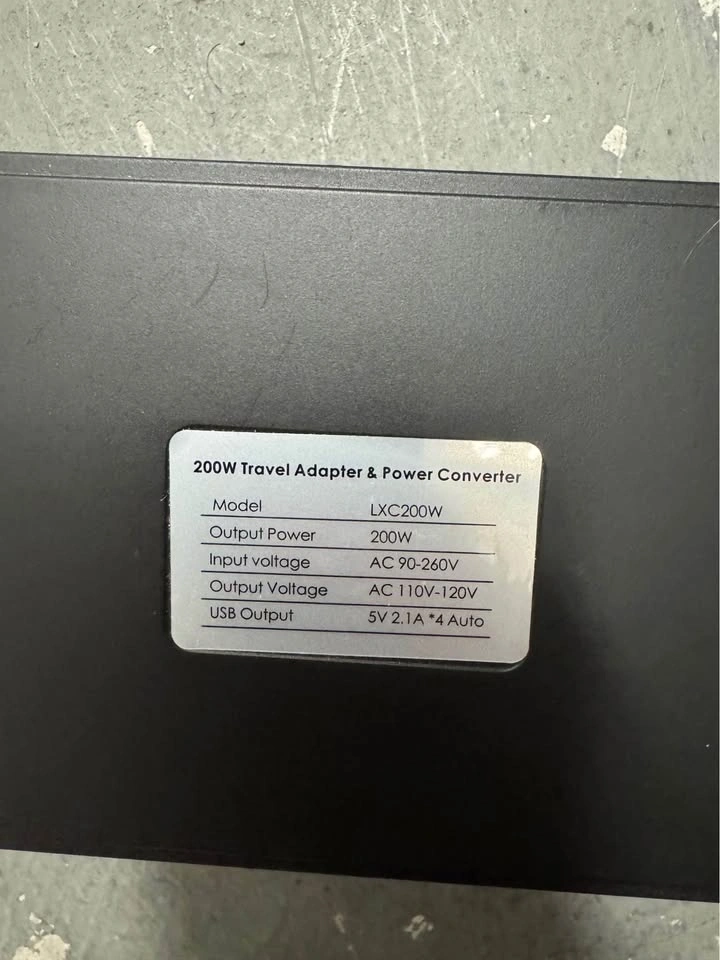 200W Travel Adapter & Power Converter
Model LXC200W
Output Power 200W
Input voltage AC 90-260V
Output Voltage AC 110V-120V
USB Output 5V 2.1A *4 Auto